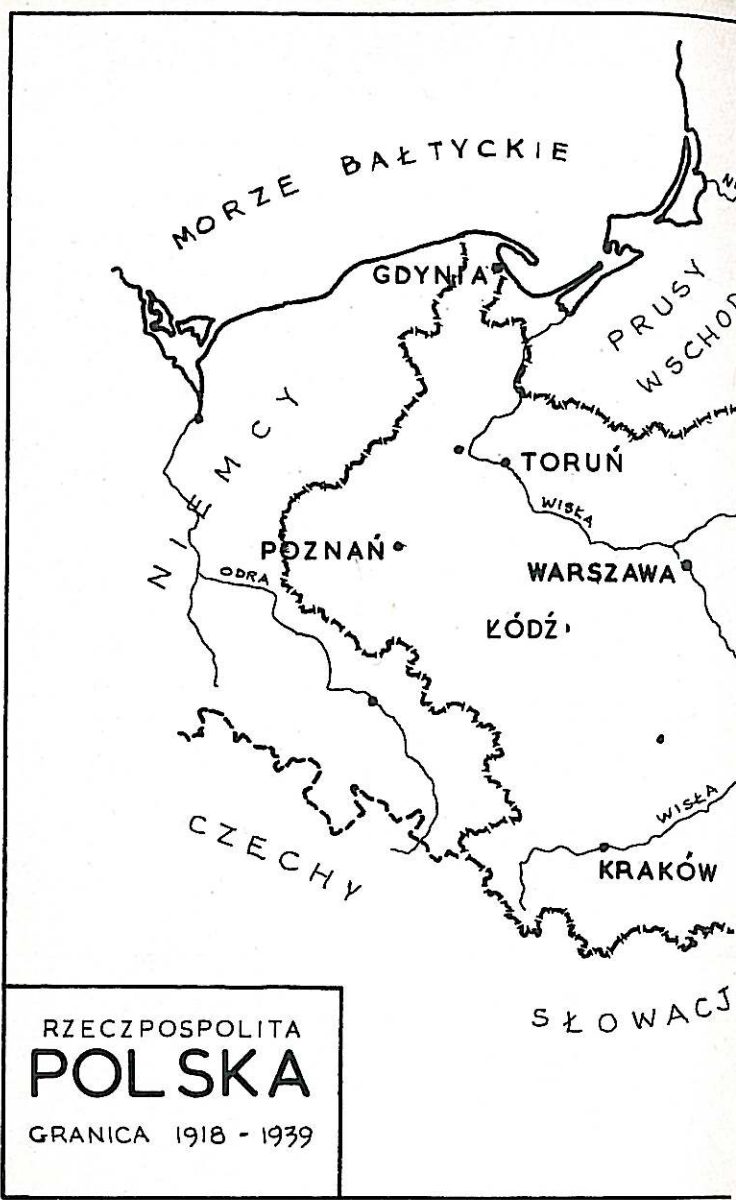 MORZE BAŁTYCKIE
GDYNIA
PRUSY
WSCHOD
NIEMCY
TORUŃ
WISŁA
POZNAŃ
ODRA
WARSZAWA
ŁÓDŹ
WISŁA
KRAKÓW
CZECHY
SŁOWACJ
RZECZPOSPOLITA
POLSKA
GRANICA 1918 - 1939